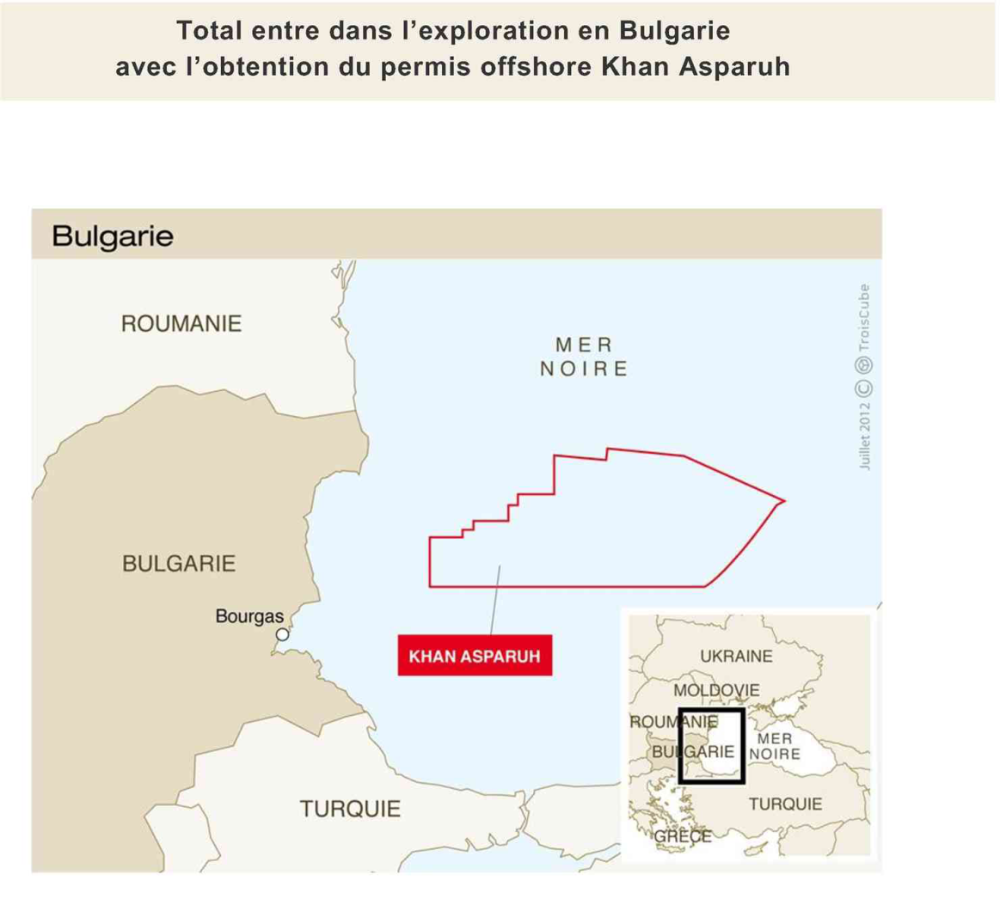 Total entre dans l’exploration en Bulgarie
avec l’obtention du permis offshore Khan Asparuh
Bulgarie
ROUMANIE
MER
NOIRE
Juillet 2012 © TroisCube
BULGARIE
Bourgas
KHAN ASPARUH
TURQUIE
UKRAINE
MOLDOVIE
ROUMANIE
MER
NOIRE
BULGARIE
TURQUIE
GRÈCE